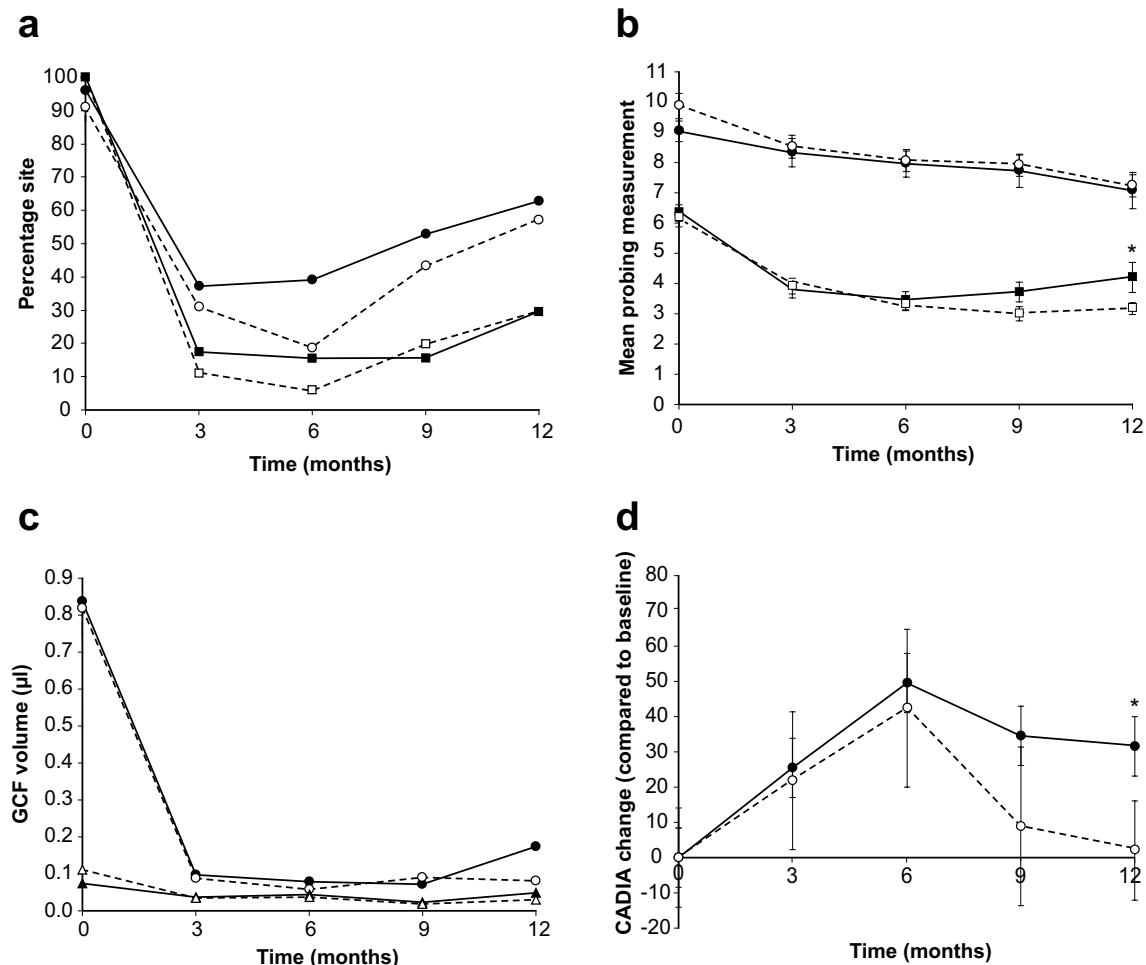 a
100
90
80
70
60
50
40
30
20
10
0
Percentage site
0 3 6 9 12
Time (months)
b
11
10
9
8
7
6
5
4
3
2
1
0
Mean probing measurement
*
0 3 6 9 12
Time (months)
c
0.9
0.8
0.7
0.6
0.5
0.4
0.3
0.2
0.1
0.0
GCF volume (µl)
0 3 6 9 12
Time (months)
d
80
70
60
50
40
30
20
10
0
-10
-20
CADIA change (compared to baseline)
*
0 3 6 9 12
Time (months)